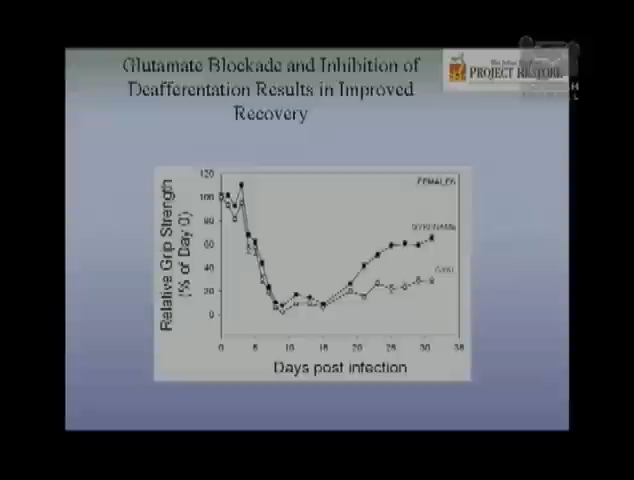 Glutamate Blockade and Inhibition of
Deafferentation Results in Improved
Recovery
PROJECT RESTORE
FEMALES
Relative Grip Strength
(% of Day 0)
120
100
80
60
40
20
0
0
5
10
15
20
25
30
35
Days post infection